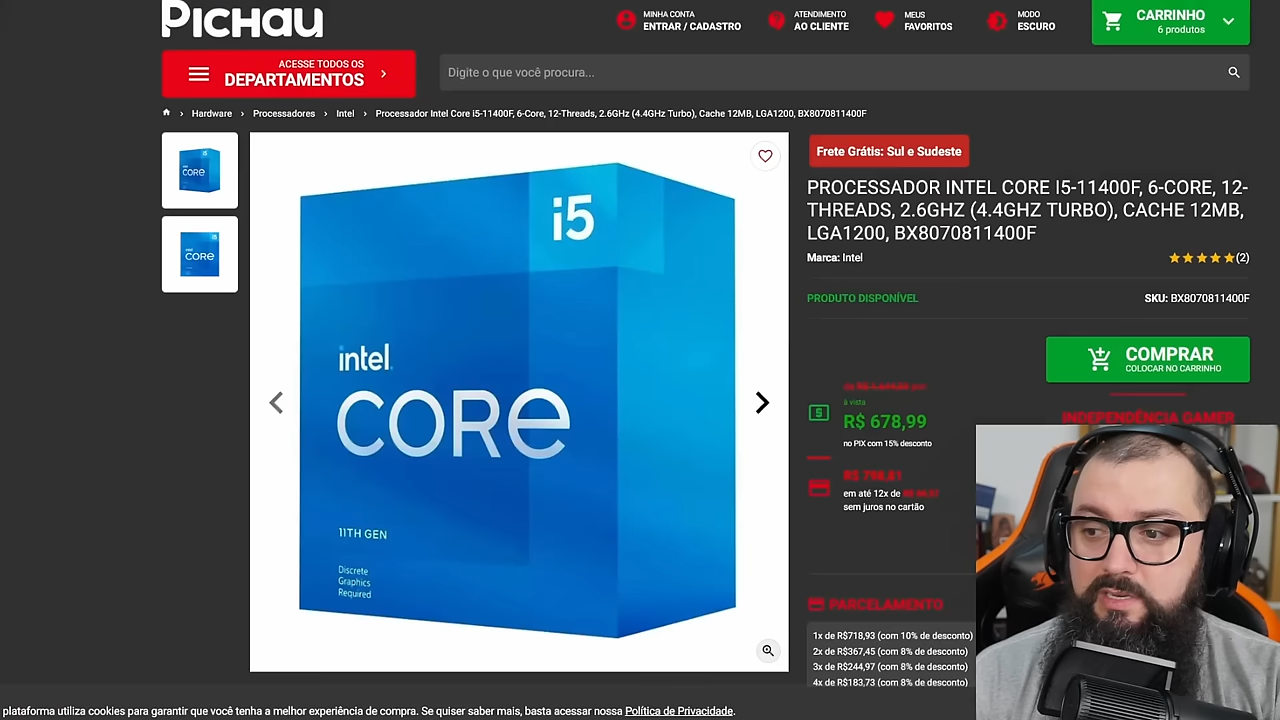 PICHAU
MINHA CONTA
ENTRAR / CADASTRO
ATENDIMENTO
AO CLIENTE
MEUS
FAVORITOS
MODO
ESCURO
CARRINHO
6 produtos
ACESSE TODOS OS
DEPARTAMENTOS
Digite o que você procura...
Hardware › Processadores › Intel › Processador Intel Core i5-11400F, 6-Core, 12-Threads, 2.6GHz (4.4GHz Turbo), Cache 12MB, LGA1200, BX8070811400F
intel
CORE
i5
intel
CORE
i5
intel
CORE
11TH GEN
Discrete
Graphics
Required
Frete Grátis: Sul e Sudeste
PROCESSADOR INTEL CORE I5-11400F, 6-CORE, 12-
THREADS, 2.6GHZ (4.4GHZ TURBO), CACHE 12MB,
LGA1200, BX8070811400F
Marca: Intel
(2)
PRODUTO DISPONÍVEL
SKU: BX8070811400F
COMPRAR
COLOCAR NO CARRINHO
à vista
R$ 678,99
no PIX com 15% desconto
INDEPENDÊNCIA GAMER
em até 12x de
sem juros no cartão
PARCELAMENTO
1x de R$718,93 (com 10% de desconto)
2x de R$367,45 (com 8% de desconto)
3x de R$244,97 (com 8% de desconto)
4x de R$183,73 (com 8% de desconto)
plataforma utiliza cookies para garantir que você tenha a melhor experiência de compra. Se quiser saber mais, basta acessar nossa Política de Privacidade.